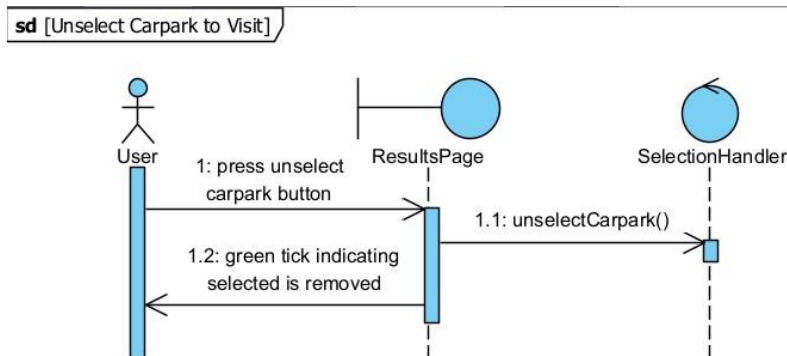 sd [Unselect Carpark to Visit]
User
ResultsPage
SelectionHandler
1: press unselect
carpark button
1.1: unselectCarpark()
1.2: green tick indicating
selected is removed